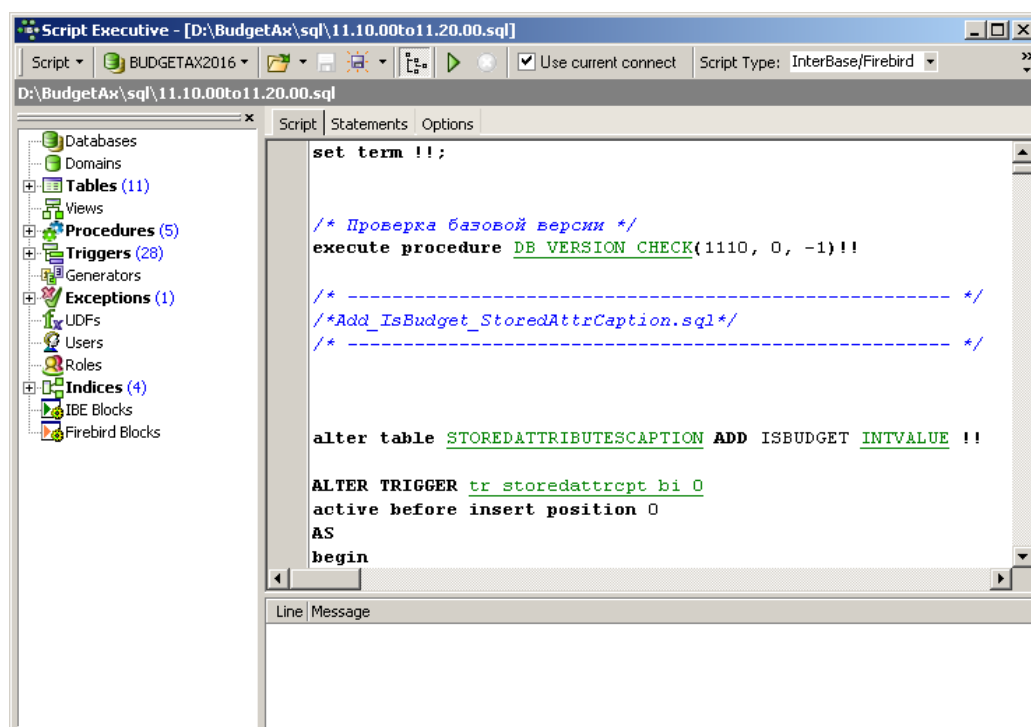 Script Executive - [D:\BudgetAx\sql\11.10.00to11.20.00.sql]
Script BUDGETAX2016 Use current connect Script Type: InterBase/Firebird
D:\BudgetAx\sql\11.10.00to11.20.00.sql
Databases
Domains
Tables (11)
Views
Procedures (5)
Triggers (28)
Generators
Exceptions (1)
UDFs
Users
Roles
Indices (4)
IBE Blocks
Firebird Blocks
Script Statements Options
set term !!;
/* Проверка базовой версии */
execute procedure DB_VERSION_CHECK(1110, 0, -1)!!
/* ------------------------------------------------------ */
/*Add_IsBudget_StoredAttrCaption.sql*/
/* ------------------------------------------------------ */
alter table STOREDATTRIBUTESCAPTION ADD ISBUDGET INTVALUE !!
ALTER TRIGGER tr_storedattrcpt_bi_0
active before insert position 0
AS
begin
Line Message